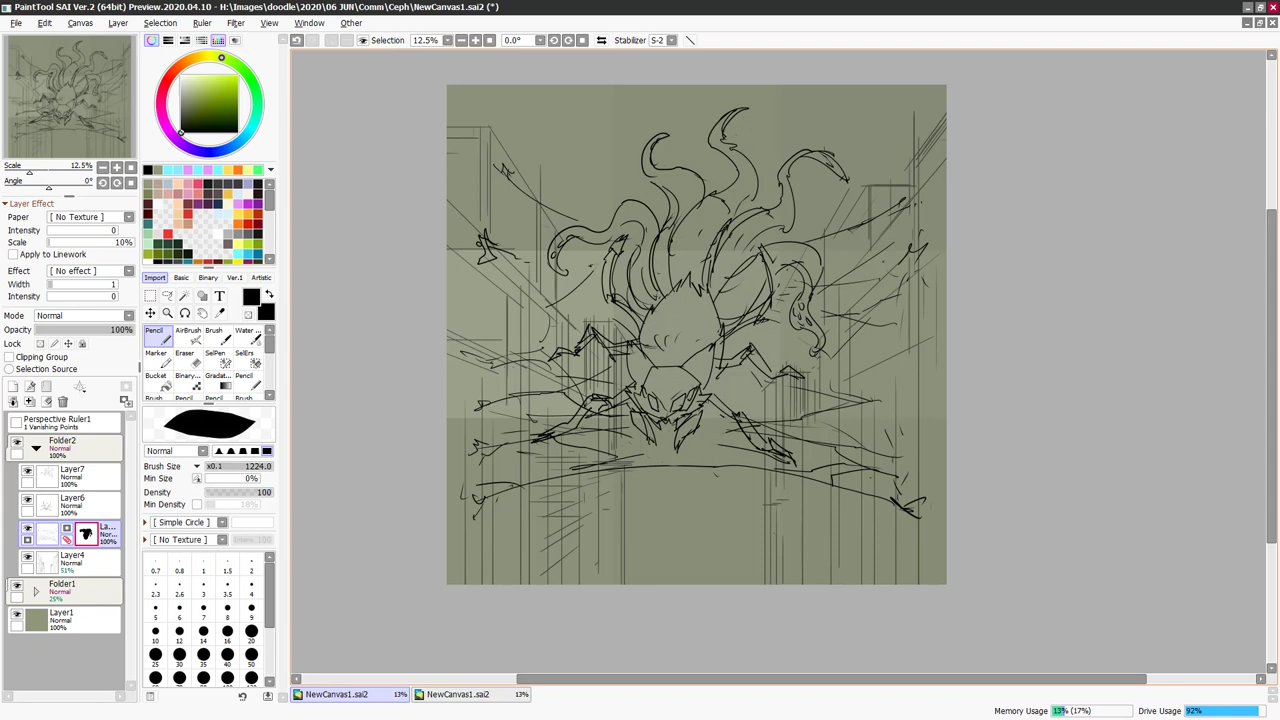 PaintTool SAI Ver.2 (64bit) Preview.2020.04.10 - H:\Images\doodle\2020\06 JUN\Comm\Ceph\NewCanvas1.sai2 (*)
File Edit Canvas Layer Selection Ruler Filter View Window Other
Selection 12.5% 0.0° Stabilizer S-2
Scale 12.5%
Angle 0°
Layer Effect
Paper [ No Texture ]
Intensity 0
Scale 10%
Apply to Linework
Effect [ No effect ]
Width 1
Intensity 0
Mode Normal
Opacity 100%
Lock
Clipping Group
Selection Source
Perspective Ruler1
1 Vanishing Points
Folder2
Normal
100%
Layer7
Normal
100%
Layer6
Normal
100%
La...
Nor...
100%
Layer4
Normal
51%
Folder1
Normal
25%
Layer1
Normal
100%
Import Basic Binary Ver.1 Artistic
T
Pencil AirBrush Brush Water ...
Marker Eraser SelPen SelErs
Bucket Binary... Gradat... Pencil
Brush Pencil Pencil Brush
Normal
Brush Size x0.1 1224.0
Min Size 0%
Density 100
Min Density 18%
[ Simple Circle ]
[ No Texture ]
0.7 0.8 1 1.5 2
2.3 2.6 3 3.5 4
5 6 7 8 9
10 12 14 16 20
25 30 35 40 50
NewCanvas1.sai2 13% NewCanvas1.sai2 13%
Memory Usage 13% (17%) Drive Usage 92%